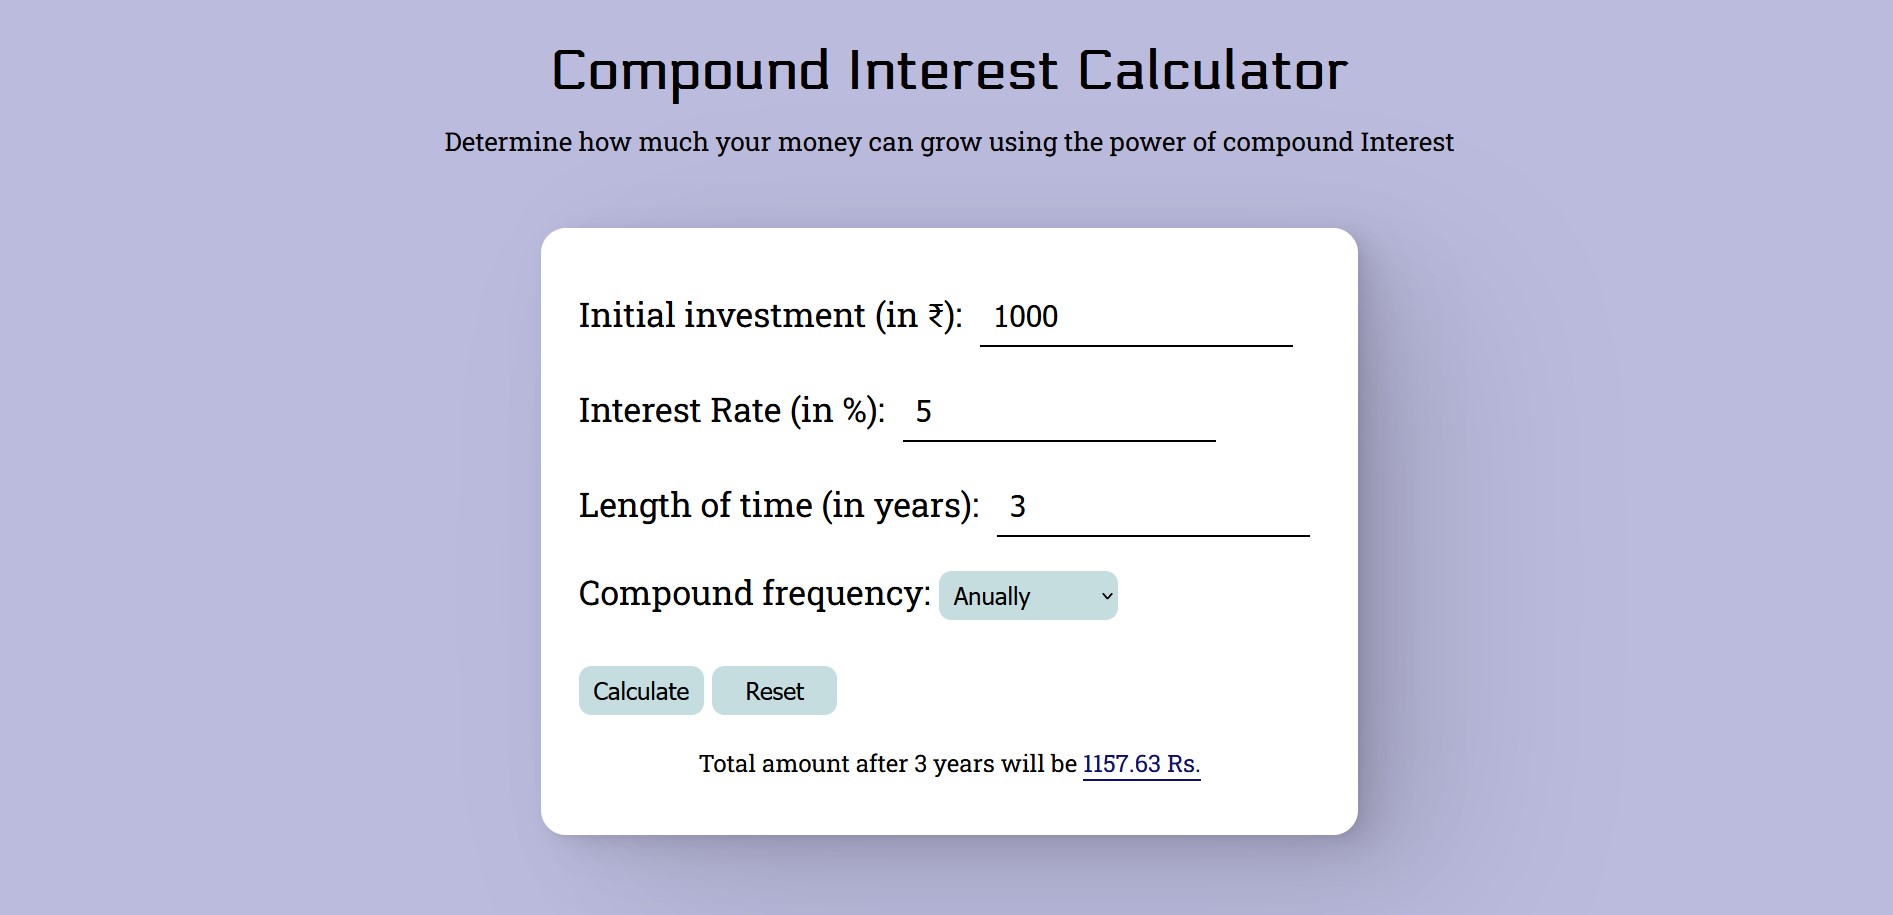 Compound Interest Calculator
Determine how much your money can grow using the power of compound Interest
Initial investment (in ₹): 1000
Interest Rate (in %): 5
Length of time (in years): 3
Compound frequency: Anually
Calculate Reset
Total amount after 3 years will be 1157.63 Rs.